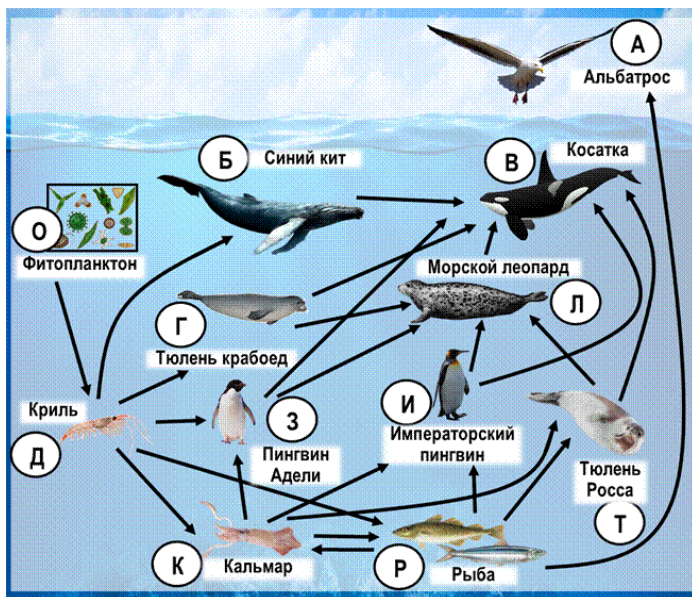 А
Альбатрос
Б
Синий кит
В
Косатка
О
Фитопланктон
Морской леопард
Л
Г
Тюлень крабоед
Криль
Д
З
Пингвин
Адели
И
Императорский
пингвин
Тюлень
Росса
Т
К
Кальмар
Р
Рыба